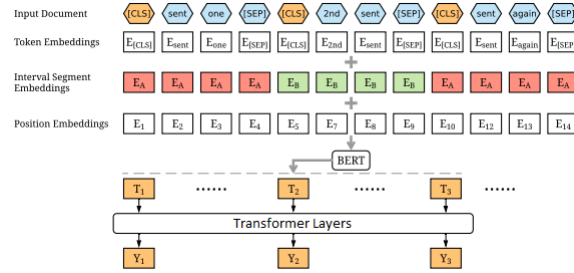 Input Document [CLS] sent one [SEP] [CLS] 2nd sent [SEP] [CLS] sent again [SEP]
Token Embeddings E[CLS] Esent Eone E[SEP] E[CLS] E2nd Esent E[SEP] E[CLS] Esent Eagain E[SEP]
+
Interval Segment
Embeddings EA EA EA EA EB EB EB EB EA EA EA EA
+
Position Embeddings E1 E2 E3 E4 E5 E7 E8 E9 E10 E12 E13 E14
BERT
T1 ...... T2 ...... T3 ......
Transformer Layers
Y1 Y2 Y3